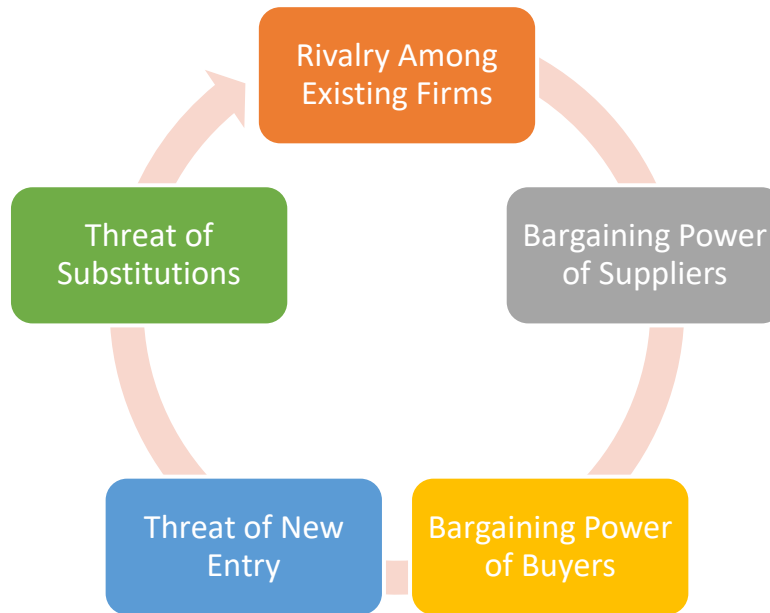 Rivalry Among
Existing Firms
Bargaining Power
of Suppliers
Bargaining Power
of Buyers
Threat of New
Entry
Threat of
Substitutions